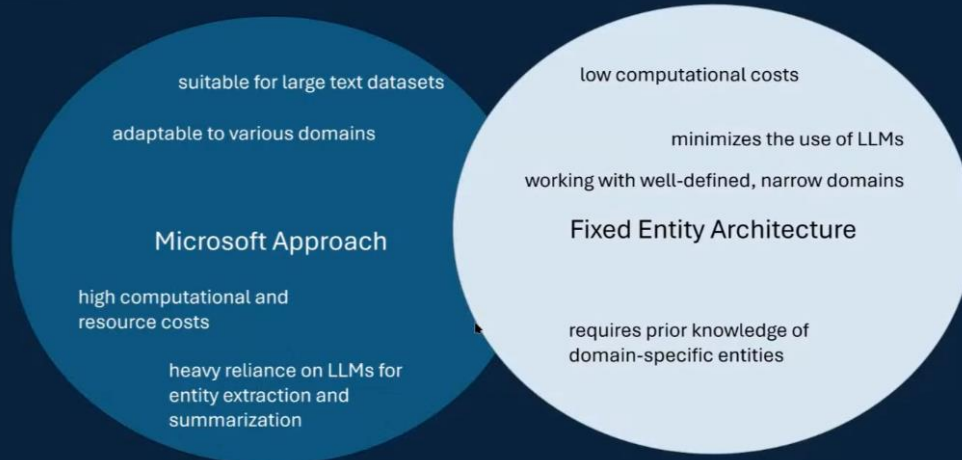 suitable for large text datasets
adaptable to various domains
Microsoft Approach
high computational and
resource costs
heavy reliance on LLMs for
entity extraction and
summarization
low computational costs
minimizes the use of LLMs
working with well-defined, narrow domains
Fixed Entity Architecture
requires prior knowledge of
domain-specific entities